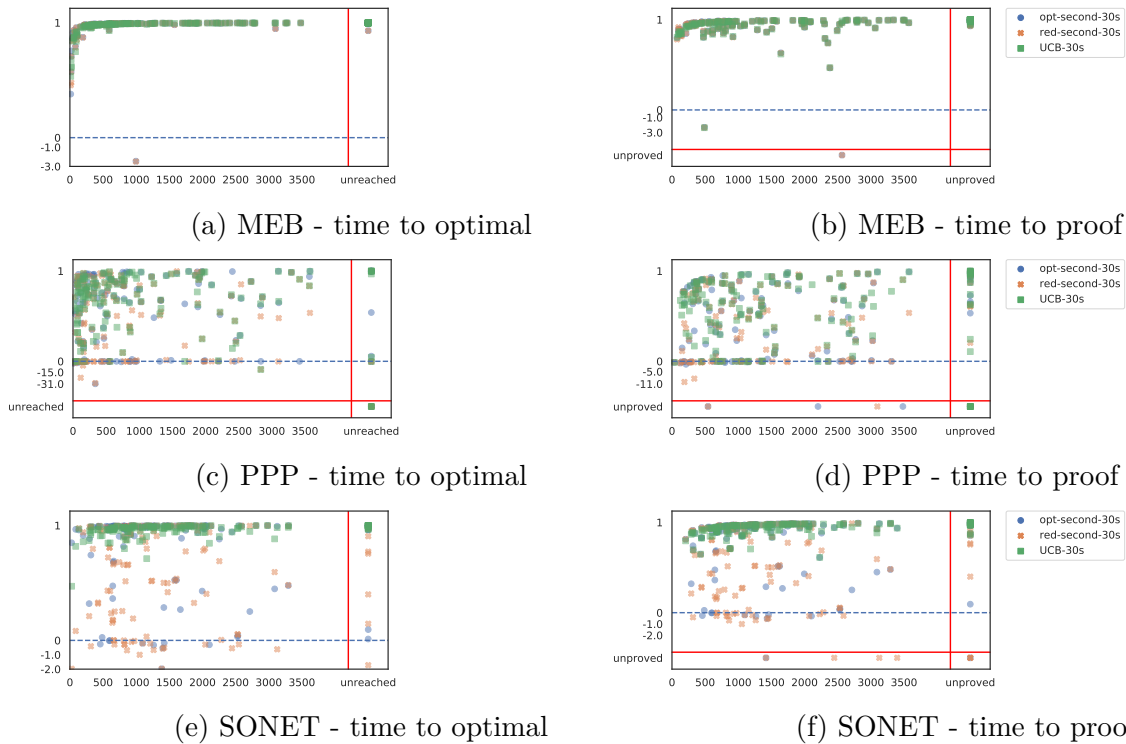 1
0
-1.0
-3.0
0 500 1000 1500 2000 2500 3000 3500 unreached
(a) MEB - time to optimal
1
0
-1.0
-3.0
unproved
0 500 1000 1500 2000 2500 3000 3500 unproved
opt-second-30s
red-second-30s
UCB-30s
(b) MEB - time to proof
1
0
-15.0
-31.0
unreached
0 500 1000 1500 2000 2500 3000 3500 unreached
(c) PPP - time to optimal
1
0
-5.0
-11.0
unproved
0 500 1000 1500 2000 2500 3000 3500 unproved
opt-second-30s
red-second-30s
UCB-30s
(d) PPP - time to proof
1
0
-1.0
-2.0
0 500 1000 1500 2000 2500 3000 3500 unreached
(e) SONET - time to optimal
1
0
-1.0
-2.0
unproved
0 500 1000 1500 2000 2500 3000 3500 unproved
opt-second-30s
red-second-30s
UCB-30s
(f) SONET - time to proo